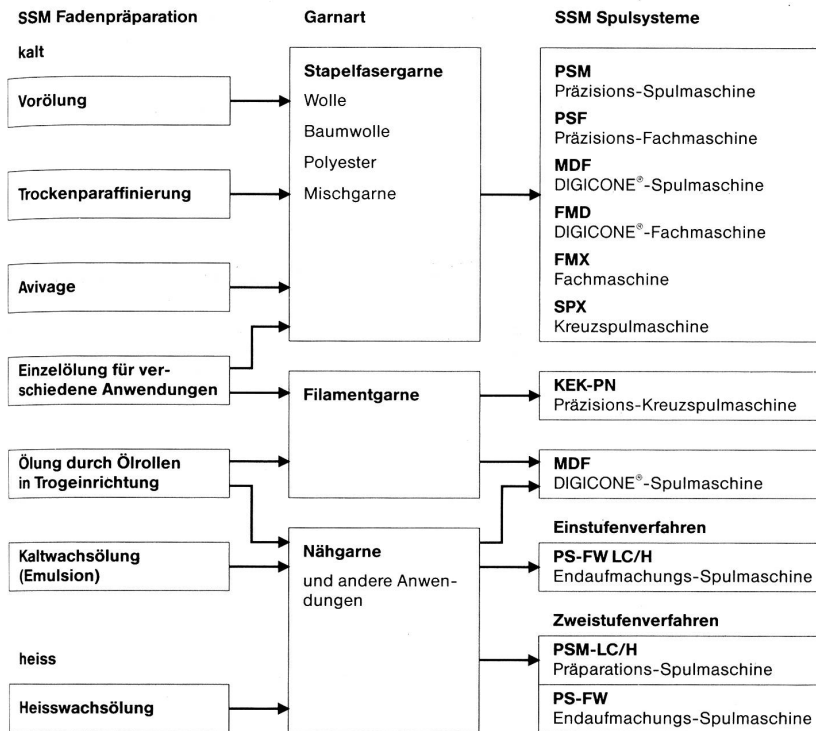 SSM Fadenpräparation
kalt
Vorölung
Trockenparaffinierung
Avivage
Einzelölung für ver-
schiedene Anwendungen
Ölung durch Ölrollen
in Trogeinrichtung
Kaltwachsölung
(Emulsion)
heiss
Heisswachsölung
Garnart
Stapelfasergarne
Wolle
Baumwolle
Polyester
Mischgarne
Filamentgarne
Nähgarne
und andere Anwen-
dungen
SSM Spulsysteme
PSM
Präzisions-Spulmaschine
PSF
Präzisions-Fachmaschine
MDF
DIGICONE®-Spulmaschine
FMD
DIGICONE®-Fachmaschine
FMX
Fachmaschine
SPX
Kreuzspulmaschine
KEK-PN
Präzisions-Kreuzspulmaschine
MDF
DIGICONE®-Spulmaschine
Einstufenverfahren
PS-FW LC/H
Endaufmachungs-Spulmaschine
Zweistufenverfahren
PSM-LC/H
Präparations-Spulmaschine
PS-FW
Endaufmachungs-Spulmaschine